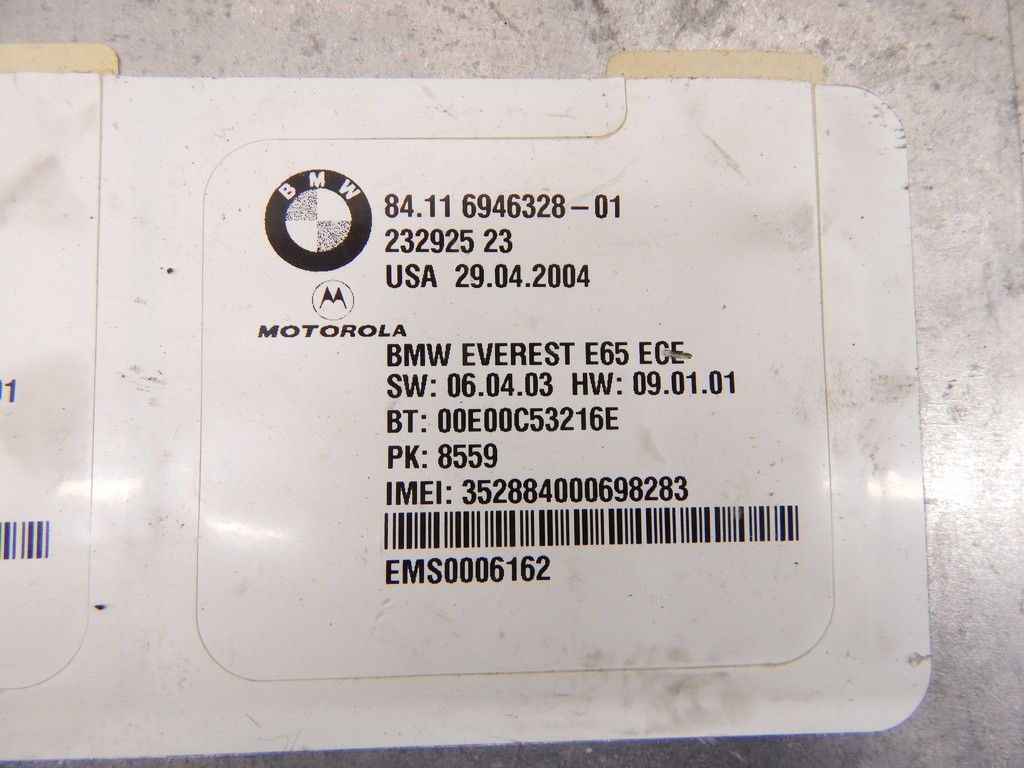 BMW
84.11 6946328-01
232925 23
USA 29.04.2004
MOTOROLA
BMW EVEREST E65 ECE
SW: 06.04.03 HW: 09.01.01
BT: 00E00C53216E
PK: 8559
IMEI: 352884000698283
EMS0006162